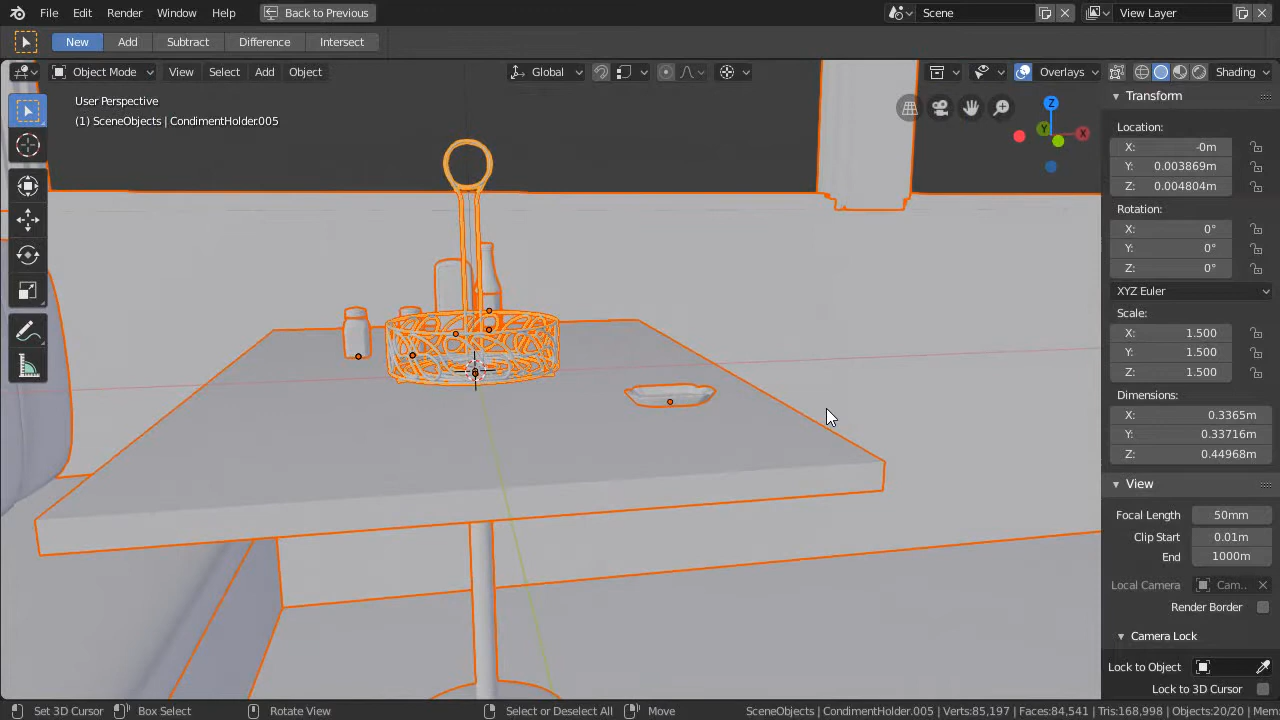 File Edit Render Window Help Back to Previous Scene View Layer
New Add Subtract Difference Intersect
Object Mode View Select Add Object Global Overlays Shading
User Perspective
(1) SceneObjects | CondimentHolder.005
Z
Y
X
Transform
Location:
X: -0m
Y: 0.003869m
Z: 0.004804m
Rotation:
X: 0°
Y: 0°
Z: 0°
XYZ Euler
Scale:
X: 1.500
Y: 1.500
Z: 1.500
Dimensions:
X: 0.3365m
Y: 0.33716m
Z: 0.44968m
View
Focal Length 50mm
Clip Start 0.01m
End 1000m
Local Camera Cam..
Render Border
Camera Lock
Lock to Object
Lock to 3D Cursor
Set 3D Cursor Box Select Rotate View Select or Deselect All Move SceneObjects | CondimentHolder.005 | Verts:85,197 | Faces:84,541 | Tris:168,998 | Objects:20/20 | Mem